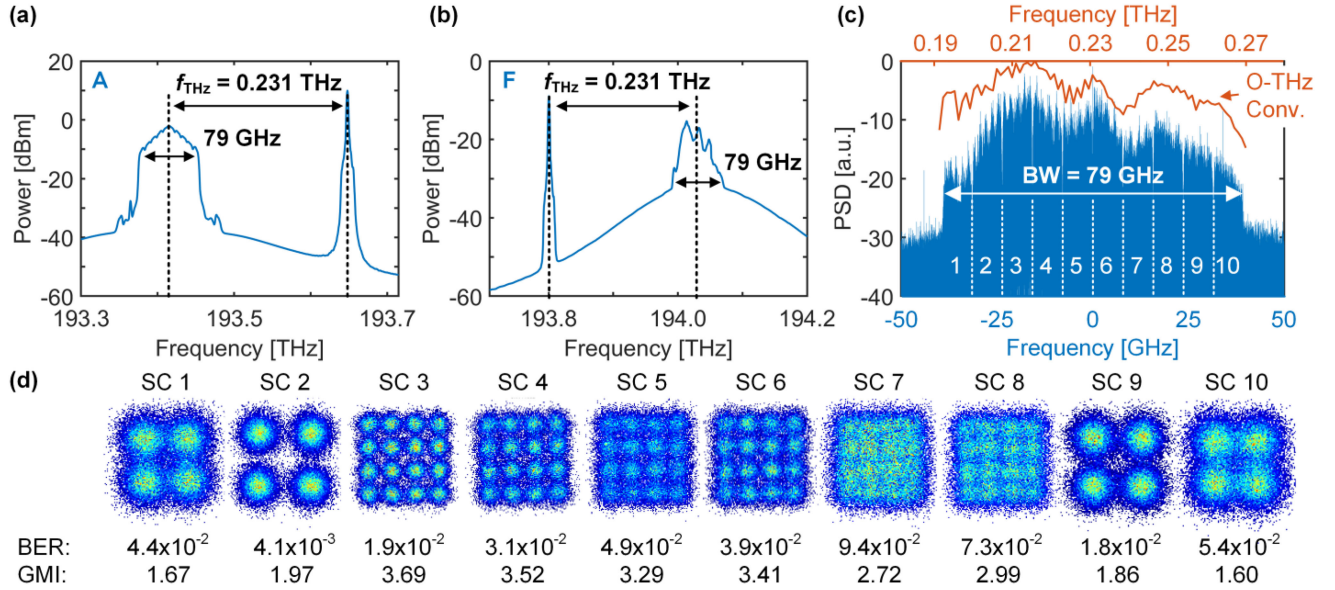 (a)
20
0
-20
-40
-60
Power [dBm]
A
fTHz = 0.231 THz
79 GHz
193.3
193.5
193.7
Frequency [THz]
(b)
0
-20
-40
-60
Power [dBm]
F
fTHz = 0.231 THz
79 GHz
193.8
194.0
194.2
Frequency [THz]
(c)
Frequency [THz]
0.19
0.21
0.23
0.25
0.27
0
-10
-20
-30
-40
PSD [a.u.]
O-THz
Conv.
BW = 79 GHz
1 2 3 4 5 6 7 8 9 10
-50
-25
0
25
50
Frequency [GHz]
(d)
SC 1 SC 2 SC 3 SC 4 SC 5 SC 6 SC 7 SC 8 SC 9 SC 10
BER: 4.4x10⁻² 4.1x10⁻³ 1.9x10⁻² 3.1x10⁻² 4.9x10⁻² 3.9x10⁻² 9.4x10⁻² 7.3x10⁻² 1.8x10⁻² 5.4x10⁻²
GMI: 1.67 1.97 3.69 3.52 3.29 3.41 2.72 2.99 1.86 1.60